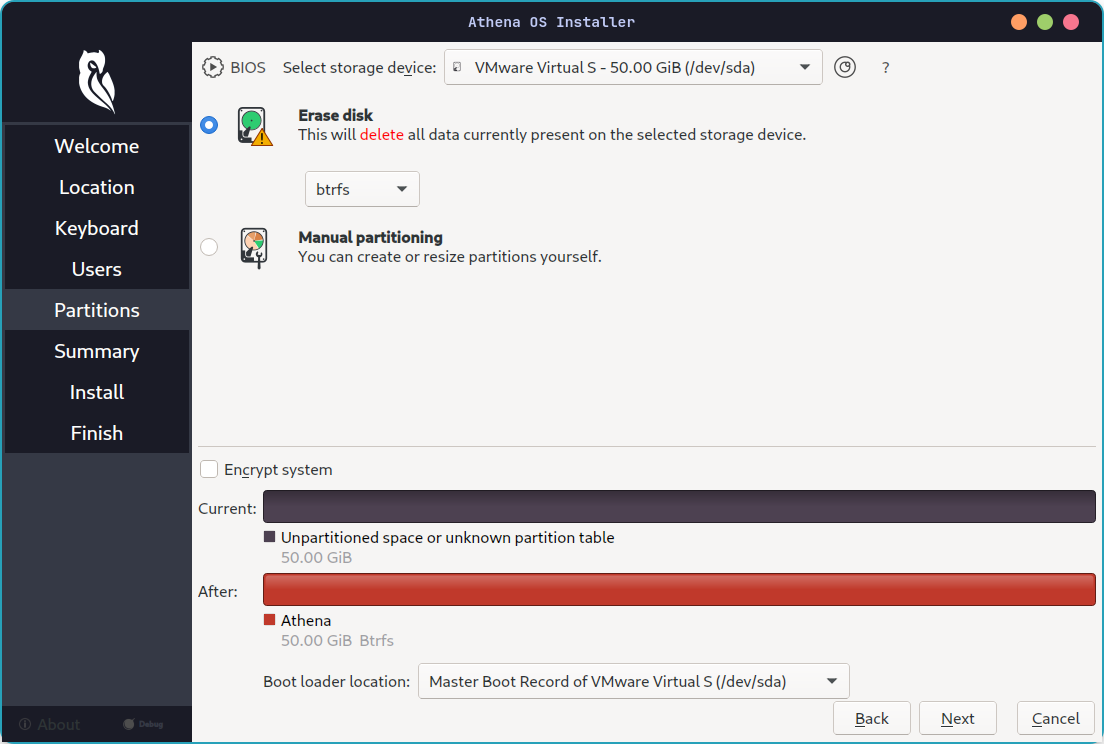 Athena OS Installer
BIOS Select storage device: VMware Virtual S - 50.00 GiB (/dev/sda) ?
Welcome
Location
Keyboard
Users
Partitions
Summary
Install
Finish
About Debug
Erase disk
This will delete all data currently present on the selected storage device.
btrfs
Manual partitioning
You can create or resize partitions yourself.
Encrypt system
Current:
Unpartitioned space or unknown partition table
50.00 GiB
After:
Athena
50.00 GiB Btrfs
Boot loader location: Master Boot Record of VMware Virtual S (/dev/sda)
Back Next Cancel